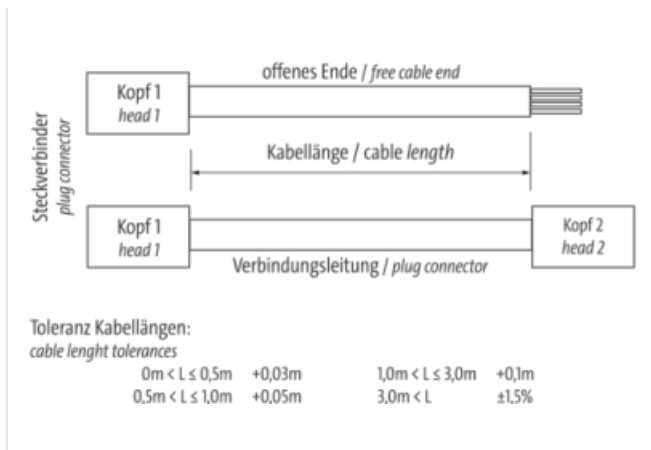 offenes Ende / free cable end
Kopf 1
head 1
Steckverbinder
plug connector
Kabellänge / cable length
Kopf 1
head 1
Kopf 2
head 2
Verbindungsleitung / plug connector
Toleranz Kabellängen:
cable lenght tolerances
0m < L ≤ 0,5m +0,03m 1,0m < L ≤ 3,0m +0,1m
0,5m < L ≤ 1,0m +0,05m 3,0m < L ±1,5%